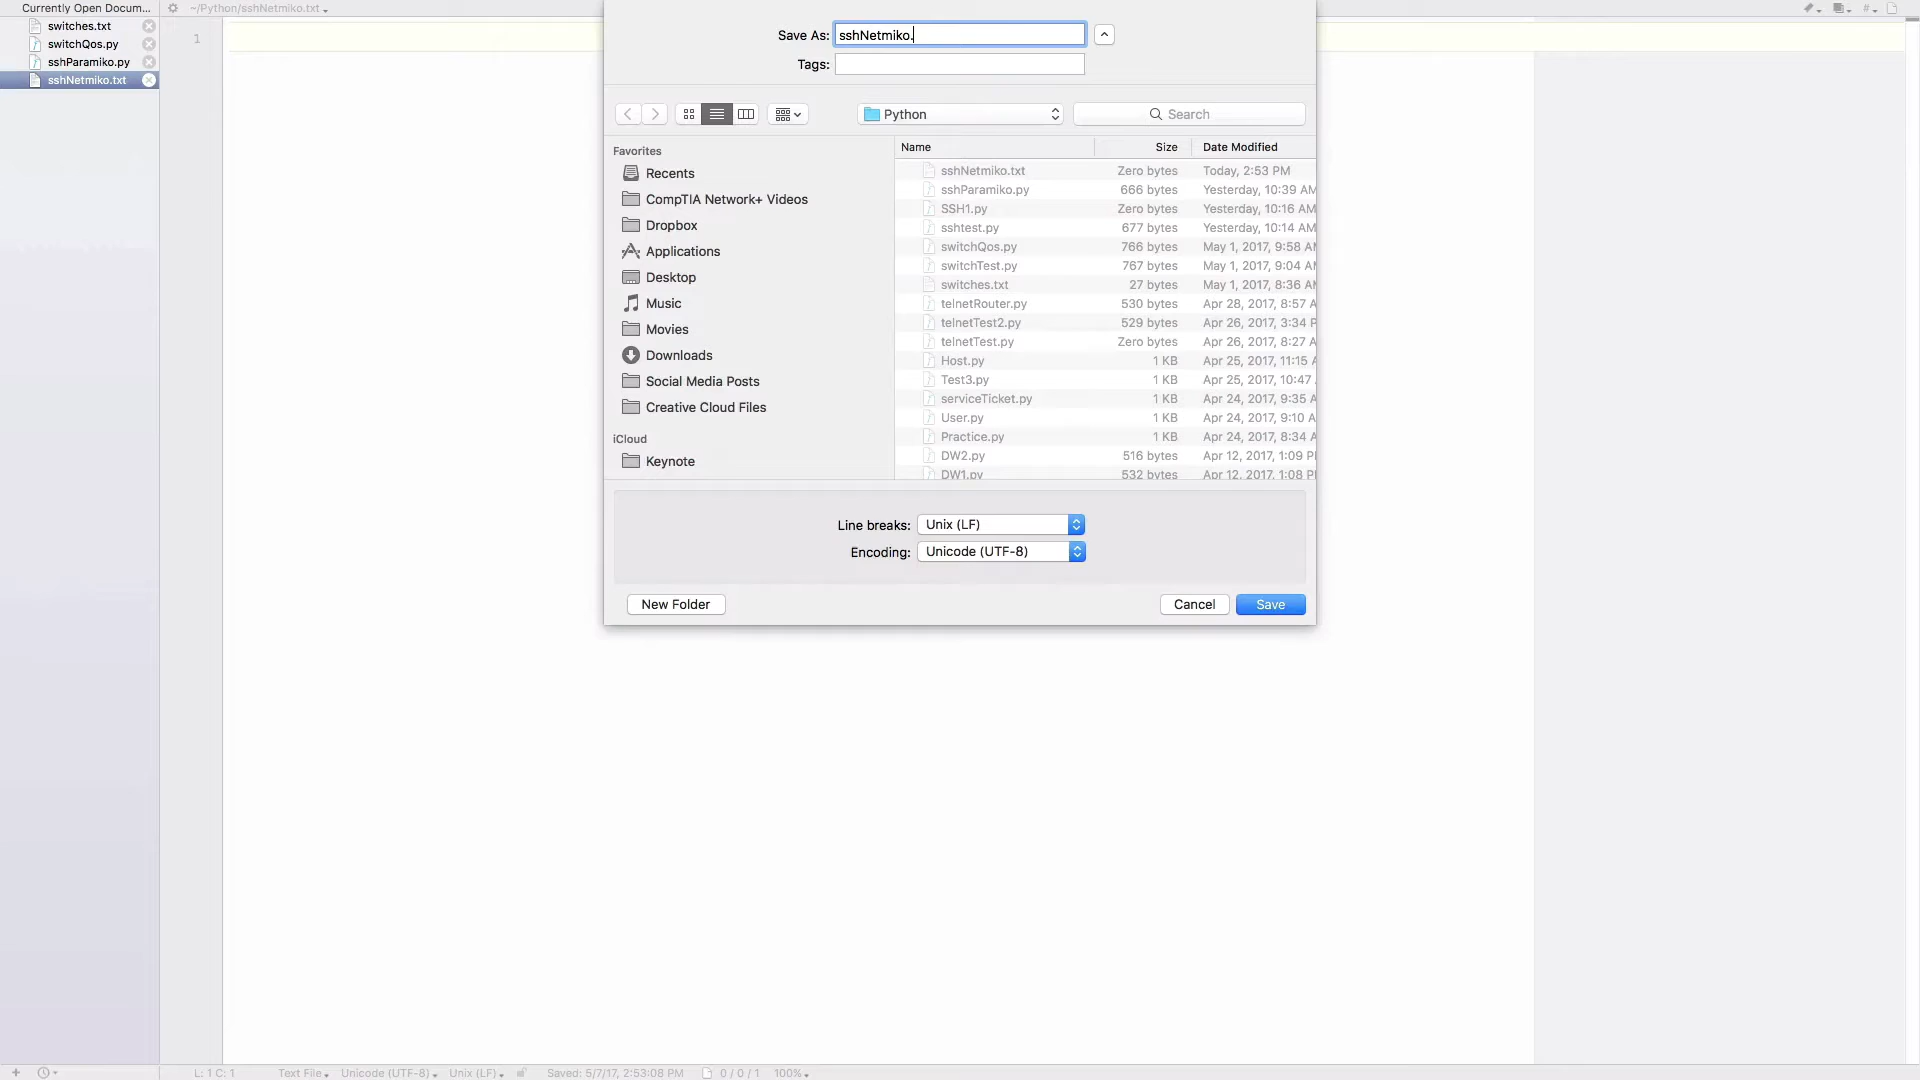 Currently Open Docum...
~/Python/sshNetmiko.txt
switches.txt
switchQos.py
sshParamiko.py
sshNetmiko.txt
1
Save As: sshNetmiko.
Tags:
Python
Search
Favorites
Recents
CompTIA Network+ Videos
Dropbox
Applications
Desktop
Music
Movies
Downloads
Social Media Posts
Creative Cloud Files
iCloud
Keynote
Name Size Date Modified
sshNetmiko.txt Zero bytes Today, 2:53 PM
sshParamiko.py 666 bytes Yesterday, 10:39 AM
SSH1.py Zero bytes Yesterday, 10:16 AM
sshtest.py 677 bytes Yesterday, 10:14 AM
switchQos.py 766 bytes May 1, 2017, 9:58 AM
switchTest.py 767 bytes May 1, 2017, 9:04 AM
switches.txt 27 bytes May 1, 2017, 8:36 AM
telnetRouter.py 530 bytes Apr 28, 2017, 8:57 A
telnetTest2.py 529 bytes Apr 26, 2017, 3:34 P
telnetTest.py Zero bytes Apr 26, 2017, 8:27 A
Host.py 1 KB Apr 25, 2017, 11:15
Test3.py 1 KB Apr 25, 2017, 10:47
serviceTicket.py 1 KB Apr 24, 2017, 9:35
User.py 1 KB Apr 24, 2017, 9:10 A
Practice.py 1 KB Apr 24, 2017, 8:34 A
DW2.py 516 bytes Apr 12, 2017, 1:09 P
DW1.py 532 bytes Apr 12, 2017, 1:08 P
Line breaks: Unix (LF)
Encoding: Unicode (UTF-8)
New Folder Cancel Save
L: 1 C: 1 Text File Unicode (UTF-8) Unix (LF) Saved: 5/7/17, 2:53:08 PM 0 / 0 / 1 100%